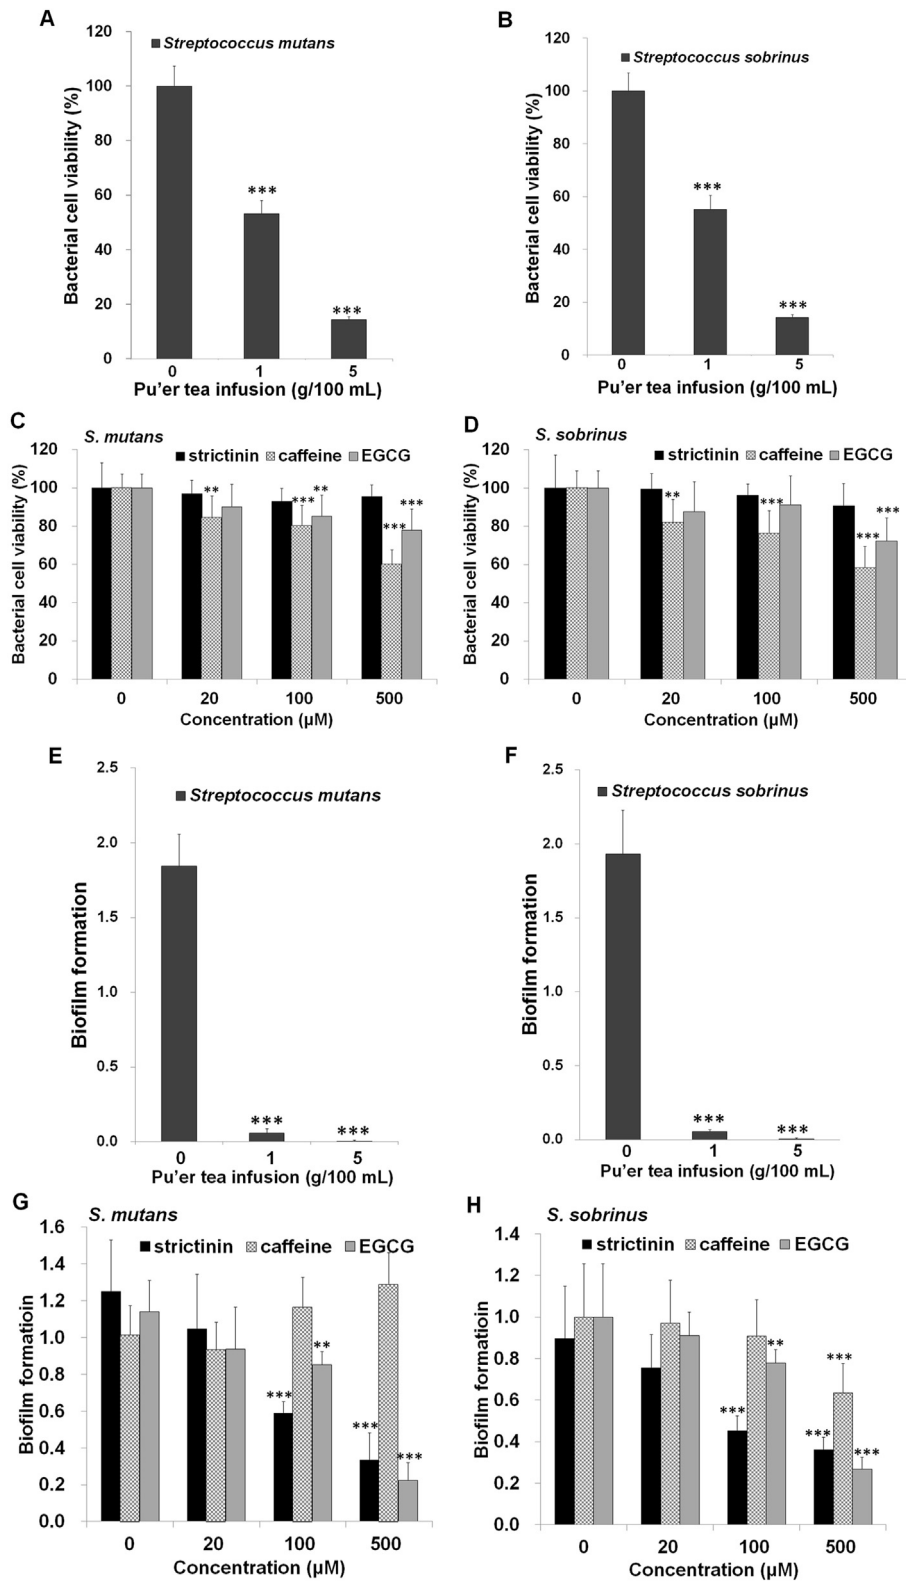 A
120
100
80
60
40
20
0
Bacterial cell viability (%)
Streptococcus mutans
***
***
0 1 5
Pu'er tea infusion (g/100 mL)
B
120
100
80
60
40
20
0
Bacterial cell viability (%)
Streptococcus sobrinus
***
***
0 1 5
Pu'er tea infusion (g/100 mL)
C
S. mutans
strictinin caffeine EGCG
120
100
80
60
40
20
0
Bacterial cell viability (%)
** *** ** *** ***
0 20 100 500
Concentration (µM)
D
S. sobrinus
strictinin caffeine EGCG
120
100
80
60
40
20
0
Bacterial cell viability (%)
** *** *** ***
0 20 100 500
Concentration (µM)
E
2.5
2.0
1.5
1.0
0.5
0.0
Biofilm formation
Streptococcus mutans
*** ***
0 1 5
Pu'er tea infusion (g/100 mL)
F
2.5
2.0
1.5
1.0
0.5
0.0
Biofilm formation
Streptococcus sobrinus
*** ***
0 1 5
Pu'er tea infusion (g/100 mL)
G
S. mutans
strictinin caffeine EGCG
1.6
1.4
1.2
1.0
0.8
0.6
0.4
0.2
0.0
Biofilm formatioin
*** ** *** ***
0 20 100 500
Concentration (µM)
H
S. sobrinus
strictinin caffeine EGCG
1.4
1.2
1.0
0.8
0.6
0.4
0.2
0.0
Biofilm formatioin
*** ** *** *** ***
0 20 100 500
Concentration (µM)